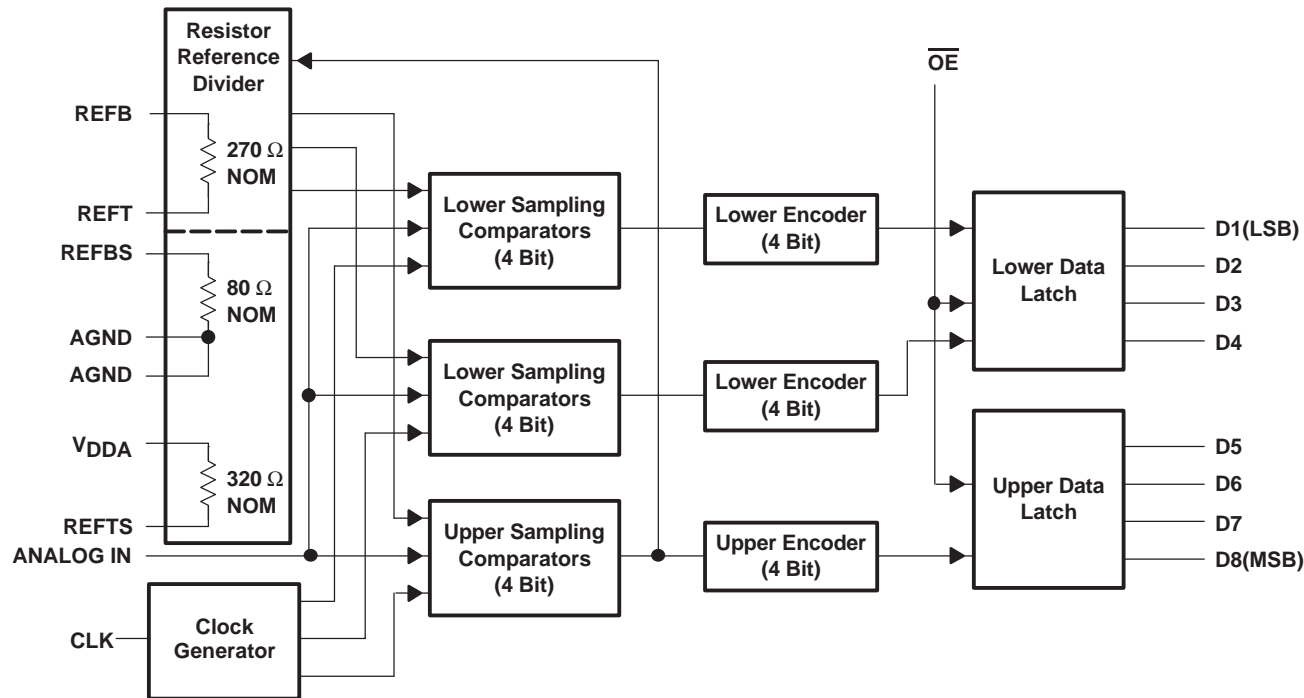 Resistor
Reference
Divider
OE
REFB
270 Ω
NOM
REFT
REFBS
80 Ω
NOM
AGND
AGND
VDDA
320 Ω
NOM
REFTS
ANALOG IN
CLK
Clock
Generator
Lower Sampling
Comparators
(4 Bit)
Lower Encoder
(4 Bit)
Lower Data
Latch
D1(LSB)
D2
D3
D4
Lower Sampling
Comparators
(4 Bit)
Lower Encoder
(4 Bit)
Upper Sampling
Comparators
(4 Bit)
Upper Encoder
(4 Bit)
Upper Data
Latch
D5
D6
D7
D8(MSB)